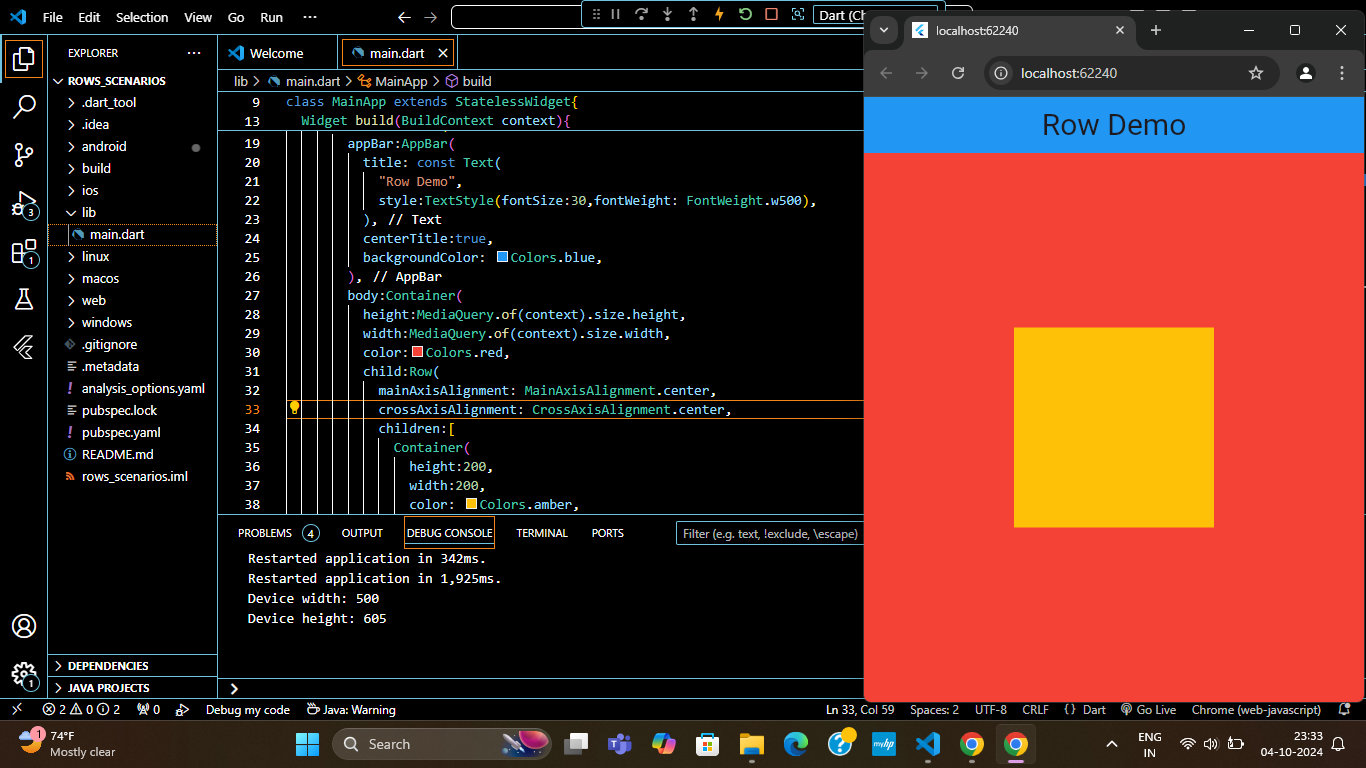 File Edit Selection View Go Run ···
Dart (Ch
localhost:62240
localhost:62240
EXPLORER
Welcome
main.dart
ROWS_SCENARIOS
lib > main.dart > MainApp > build
.dart_tool
.idea
android
build
ios
lib
main.dart
linux
macos
web
windows
.gitignore
.metadata
analysis_options.yaml
pubspec.lock
pubspec.yaml
README.md
rows_scenarios.iml
3
1
9 class MainApp extends StatelessWidget{
13 Widget build(BuildContext context){
19 appBar:AppBar(
20 title: const Text(
21 "Row Demo",
22 style:TextStyle(fontSize:30,fontWeight: FontWeight.w500),
23 ), // Text
24 centerTitle:true,
25 backgroundColor: Colors.blue,
26 ), // AppBar
27 body:Container(
28 height:MediaQuery.of(context).size.height,
29 width:MediaQuery.of(context).size.width,
30 color:Colors.red,
31 child:Row(
32 mainAxisAlignment: MainAxisAlignment.center,
33 crossAxisAlignment: CrossAxisAlignment.center,
34 children:[
35 Container(
36 height:200,
37 width:200,
38 color: Colors.amber,
Row Demo
PROBLEMS 4 OUTPUT DEBUG CONSOLE TERMINAL PORTS
Filter (e.g. text, !exclude, \escape)
Restarted application in 342ms.
Restarted application in 1,925ms.
Device width: 500
Device height: 605
DEPENDENCIES
JAVA PROJECTS
1
2 0 2 0 Debug my code Java: Warning
Ln 33, Col 59 Spaces: 2 UTF-8 CRLF {} Dart Go Live Chrome (web-javascript)
1
74°F
Mostly clear
Search
myhp
ENG
IN
23:33
04-10-2024